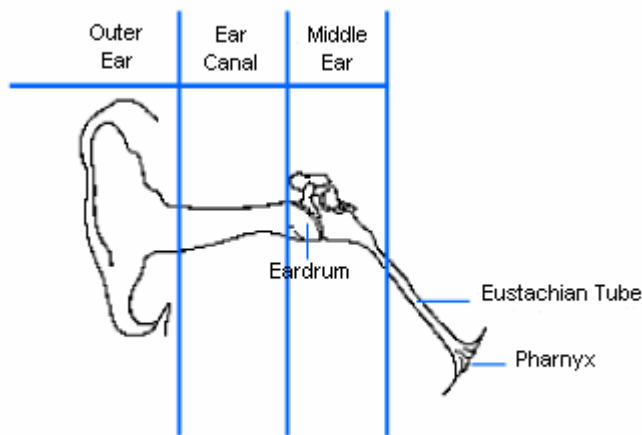 Outer
Ear
Ear
Canal
Middle
Ear
Eardrum
Eustachian Tube
Pharnyx